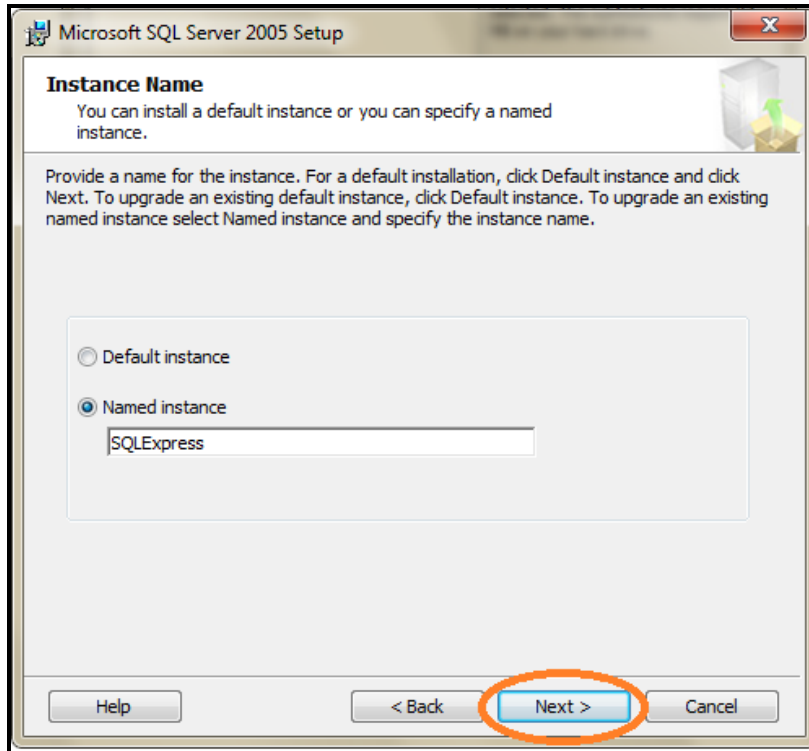 Microsoft SQL Server 2005 Setup
Instance Name
You can install a default instance or you can specify a named
instance.
Provide a name for the instance. For a default installation, click Default instance and click
Next. To upgrade an existing default instance, click Default instance. To upgrade an existing
named instance select Named instance and specify the instance name.
Default instance
Named instance
SQLExpress
Help
< Back
Next >
Cancel